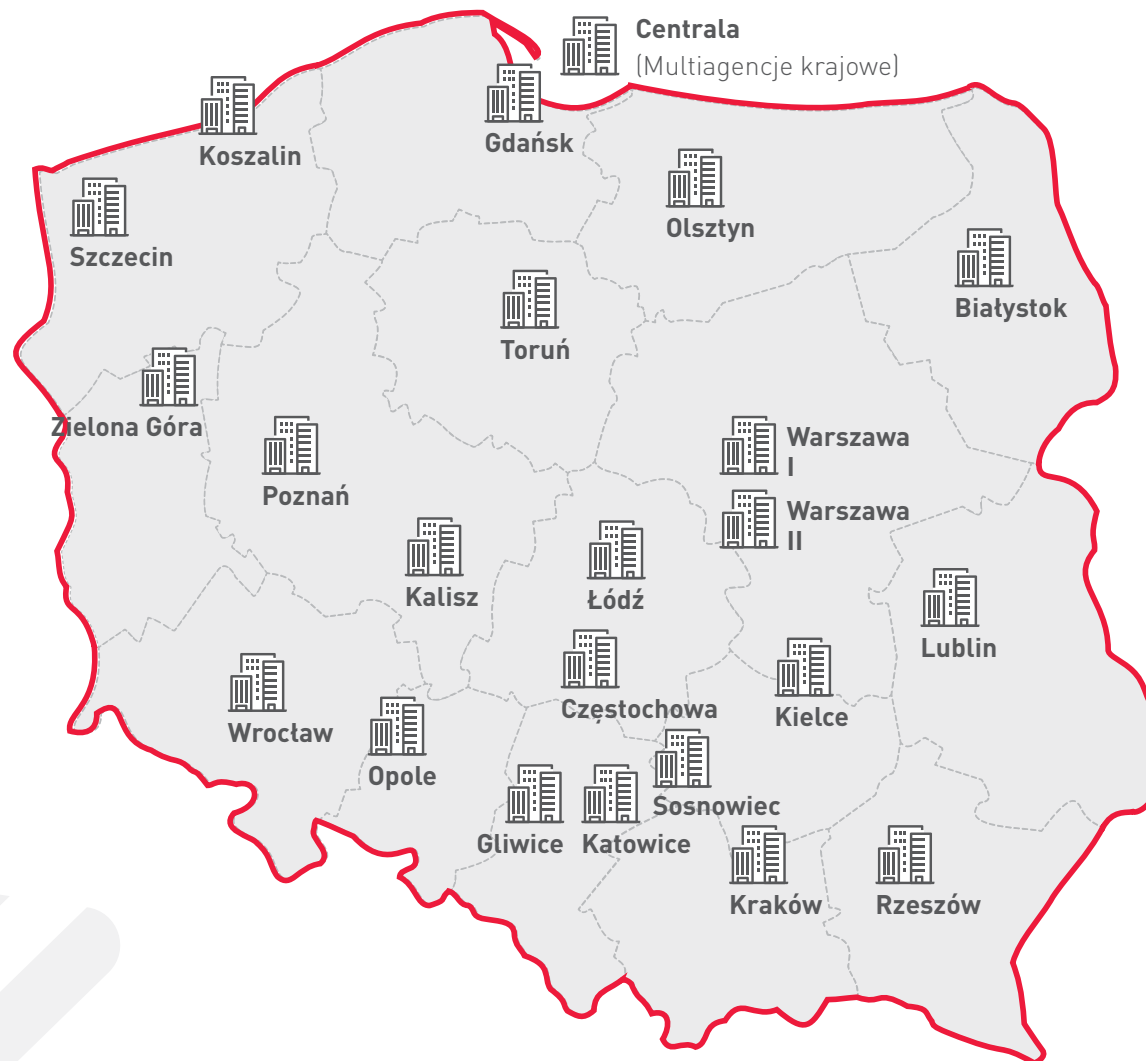 Centrala
(Multiagencje krajowe)
Koszalin
Gdańsk
Olsztyn
Szczecin
Białystok
Toruń
Zielona Góra
Warszawa
I
Poznań
Warszawa
II
Kalisz
Łódź
Lublin
Częstochowa
Kielce
Wrocław
Opole
Sosnowiec
Gliwice
Katowice
Kraków
Rzeszów